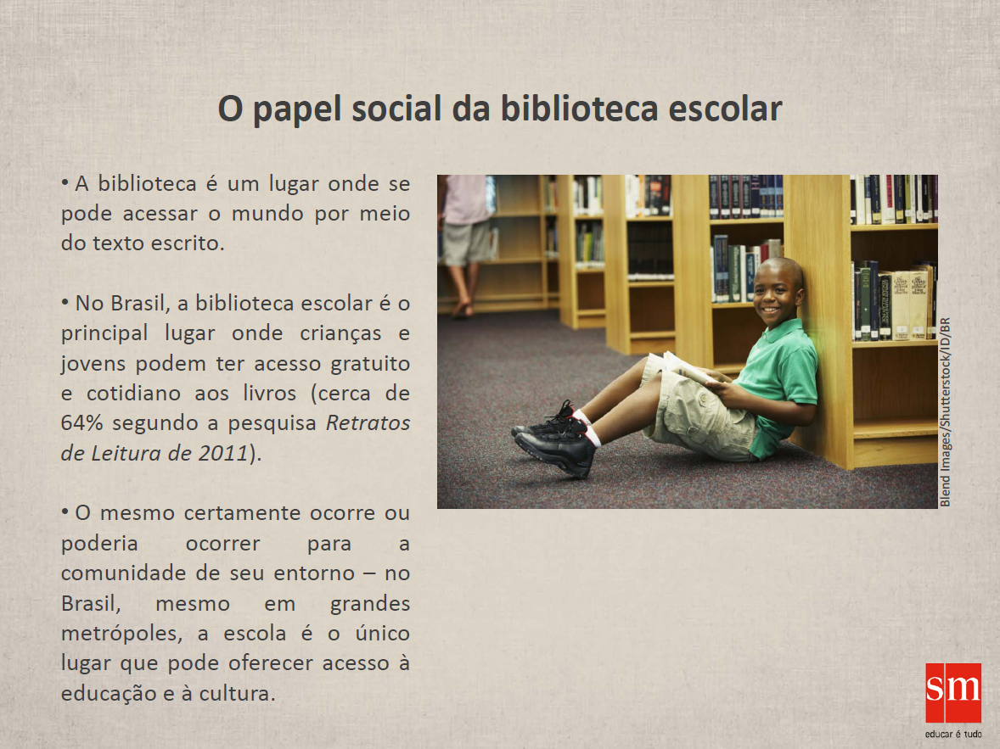 O papel social da biblioteca escolar
• A biblioteca é um lugar onde se
pode acessar o mundo por meio
do texto escrito.
• No Brasil, a biblioteca escolar é o
principal lugar onde crianças e
jovens podem ter acesso gratuito
e cotidiano aos livros (cerca de
64% segundo a pesquisa Retratos
de Leitura de 2011).
• O mesmo certamente ocorre ou
poderia ocorrer para a
comunidade de seu entorno – no
Brasil, mesmo em grandes
metrópoles, a escola é o único
lugar que pode oferecer acesso à
educação e à cultura.
Blend Images/Shutterstock/ID/BR
sm
educar é tudo